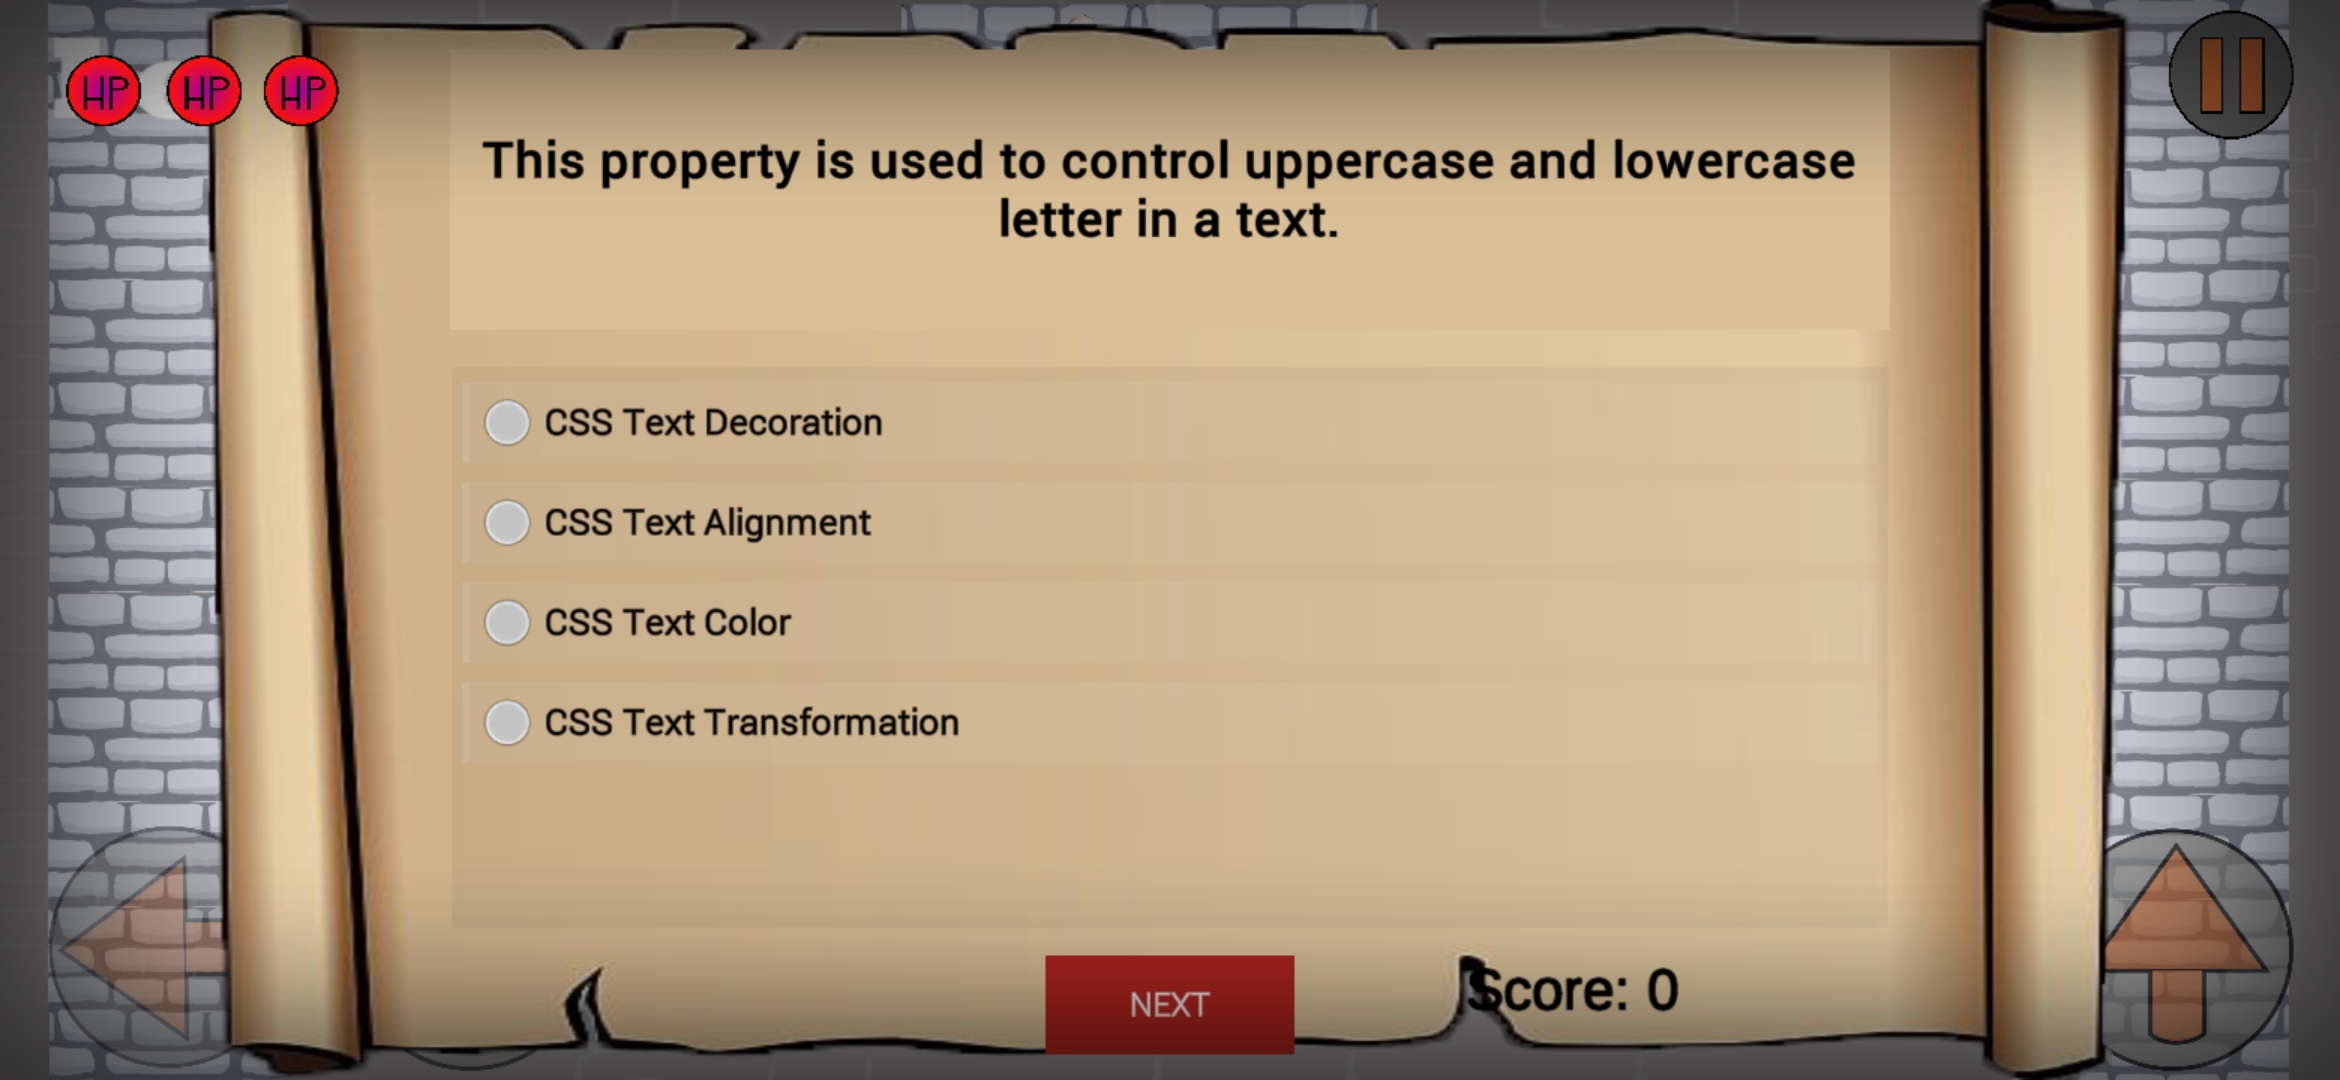 HP HP HP
This property is used to control uppercase and lowercase
letter in a text.
CSS Text Decoration
CSS Text Alignment
CSS Text Color
CSS Text Transformation
NEXT
Score: 0